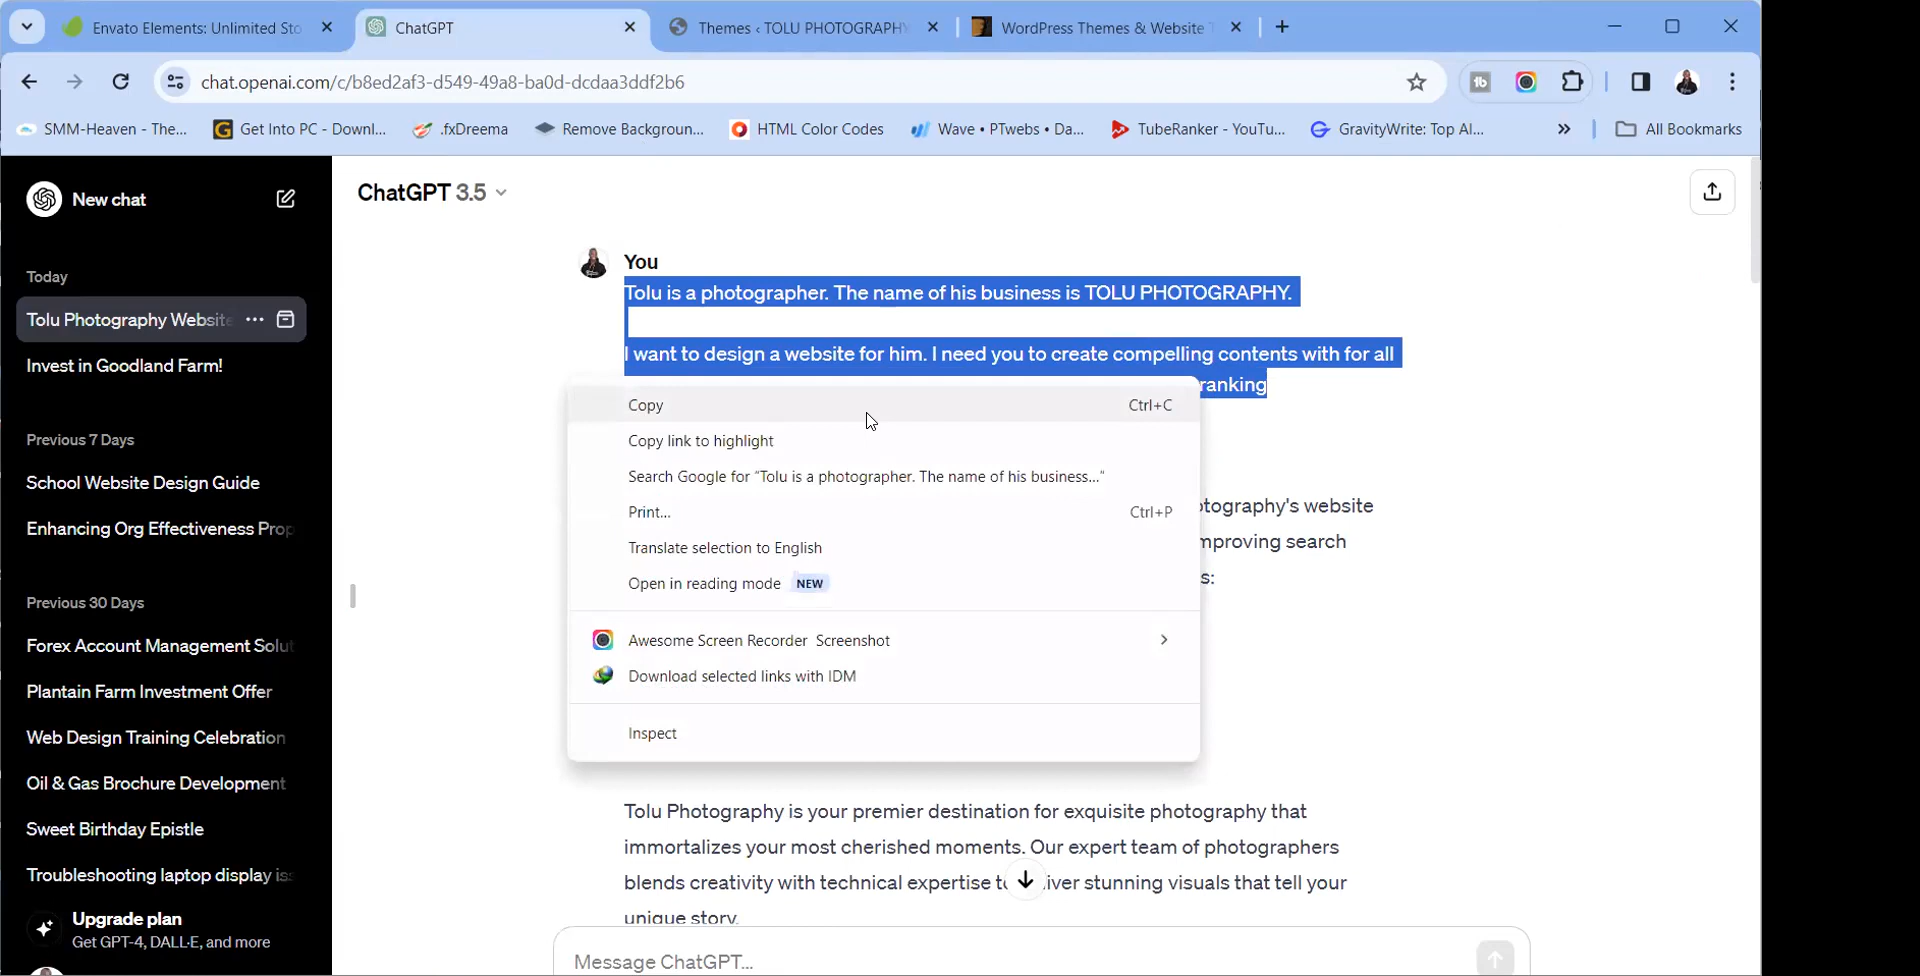 Envato Elements: Unlimited Sto
ChatGPT
Themes ‹ TOLU PHOTOGRAPHY
WordPress Themes & Website T
chat.openai.com/c/b8ed2af3-d549-49a8-ba0d-dcdaa3ddf2b6
SMM-Heaven - The...
Get Into PC - Downl...
.fxDreema
Remove Backgroun...
HTML Color Codes
Wave • PTwebs • Da...
TubeRanker - YouTu...
GravityWrite: Top AI...
»
All Bookmarks
New chat
ChatGPT 3.5
Today
Tolu Photography Website
Invest in Goodland Farm!
Previous 7 Days
School Website Design Guide
Enhancing Org Effectiveness Prop
Previous 30 Days
Forex Account Management Solut
Plantain Farm Investment Offer
Web Design Training Celebration
Oil & Gas Brochure Development
Sweet Birthday Epistle
Troubleshooting laptop display iss
Upgrade plan
Get GPT-4, DALL·E, and more
You
Tolu is a photographer. The name of his business is TOLU PHOTOGRAPHY.
I want to design a website for him. I need you to create compelling contents with for all
ranking
Copy Ctrl+C
Copy link to highlight
Search Google for “Tolu is a photographer. The name of his business...”
Print... Ctrl+P
Translate selection to English
Open in reading mode NEW
Awesome Screen Recorder Screenshot
Download selected links with IDM
Inspect
otography's website
mproving search
s:
Tolu Photography is your premier destination for exquisite photography that
immortalizes your most cherished moments. Our expert team of photographers
blends creativity with technical expertise to iver stunning visuals that tell your
unique story.
Message ChatGPT...